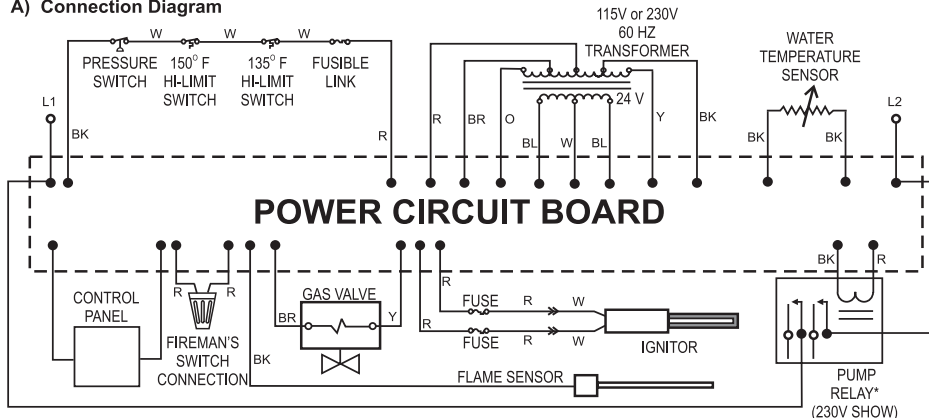 A) Connection Diagram
115V or 230V
60 HZ
TRANSFORMER
W
W
W
PRESSURE
SWITCH
150° F
HI-LIMIT
SWITCH
135° F
HI-LIMIT
SWITCH
FUSIBLE
LINK
WATER
TEMPERATURE
SENSOR
24 V
L1
BK
R
R
BR
O
BL
W
BL
Y
BK
BK
BK
L2
POWER CIRCUIT BOARD
CONTROL
PANEL
R
R
FIREMAN'S
SWITCH
CONNECTION
BK
GAS VALVE
BR
Y
R
R
FUSE
R
W
FUSE
R
W
IGNITOR
FLAME SENSOR
BK
R
PUMP
RELAY*
(230V SHOW)